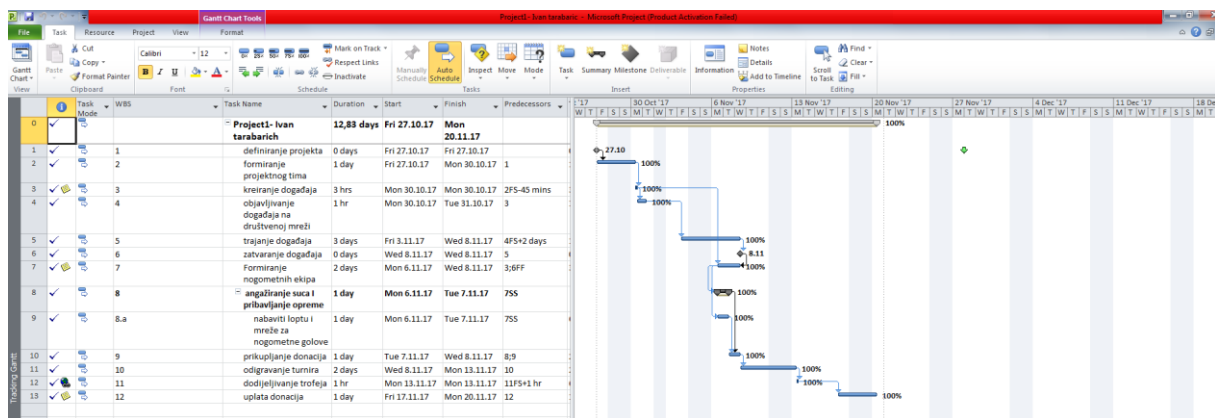 Gantt Chart Tools
Project1- Ivan tarabaric - Microsoft Project (Product Activation Failed)
File Task Resource Project View Format
Gantt Chart
View
Paste
Cut
Copy
Format Painter
Clipboard
Calibri 12
B I U A
Font
0% 25% 50% 75% 100%
Mark on Track
Respect Links
Inactivate
Schedule
Manually Schedule
Auto Schedule
Inspect
Move
Mode
Tasks
Task
Summary
Milestone
Deliverable
Insert
Information
Notes
Details
Add to Timeline
Properties
Scroll to Task
Find
Clear
Fill
Editing
Task Mode WBS Task Name Duration Start Finish Predecessors
'17 30 Oct '17 6 Nov '17 13 Nov '17 20 Nov '17 27 Nov '17 4 Dec '17 11 Dec '17 18 De
W T F S S M T W T F S S M T W T F S S M T W T F S S M T W T F S S M T W T F S S M T W T F S S M T W T F S S M
0 Project1- Ivan tarabarich 12,83 days Fri 27.10.17 Mon 20.11.17 100%
1 1 definiranje projekta 0 days Fri 27.10.17 Fri 27.10.17 27.10
2 2 formiranje projektnog tima 1 day Fri 27.10.17 Mon 30.10.17 1 100%
3 3 kreiranje događaja 3 hrs Mon 30.10.17 Mon 30.10.17 2FS-45 mins 100%
4 4 objavljivanje događaja na društvenoj mreži 1 hr Mon 30.10.17 Tue 31.10.17 3 100%
5 5 trajanje događaja 3 days Fri 3.11.17 Wed 8.11.17 4FS+2 days 100%
6 6 zatvaranje događaja 0 days Wed 8.11.17 Wed 8.11.17 5 8.11
7 7 Formiranje nogometnih ekipa 2 days Mon 6.11.17 Wed 8.11.17 3;6FF 100%
8 8 angažiranje suca I pribavljanje opreme 1 day Mon 6.11.17 Tue 7.11.17 7SS 100%
9 8.a nabaviti loptu i mreže za nogometne golove 1 day Mon 6.11.17 Tue 7.11.17 7SS 100%
10 9 prikupljanje donacija 1 day Tue 7.11.17 Wed 8.11.17 8;9 100%
11 10 odigravanje turnira 2 days Wed 8.11.17 Mon 13.11.17 10 100%
12 11 dodijeljivanje trofeja 1 hr Mon 13.11.17 Mon 13.11.17 11FS+1 hr 100%
13 12 uplata donacija 1 day Fri 17.11.17 Mon 20.11.17 12 100%
Tracking Gantt